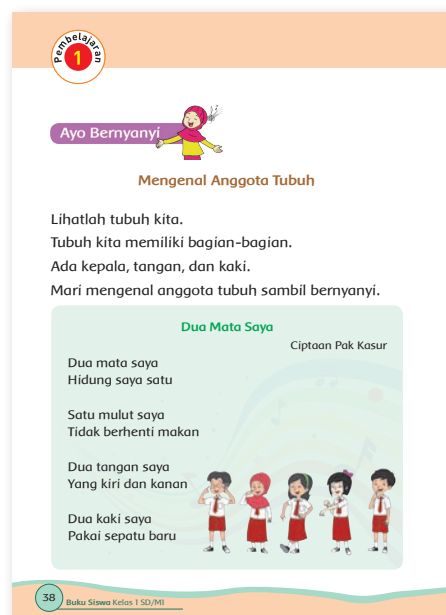 Pembelajaran
1
Ayo Bernyanyi
Mengenal Anggota Tubuh
Lihatlah tubuh kita.
Tubuh kita memiliki bagian-bagian.
Ada kepala, tangan, dan kaki.
Mari mengenal anggota tubuh sambil bernyanyi.
Dua Mata Saya
Ciptaan Pak Kasur
Dua mata saya
Hidung saya satu
Satu mulut saya
Tidak berhenti makan
Dua tangan saya
Yang kiri dan kanan
Dua kaki saya
Pakai sepatu baru
38
Buku Siswa Kelas 1 SD/MI